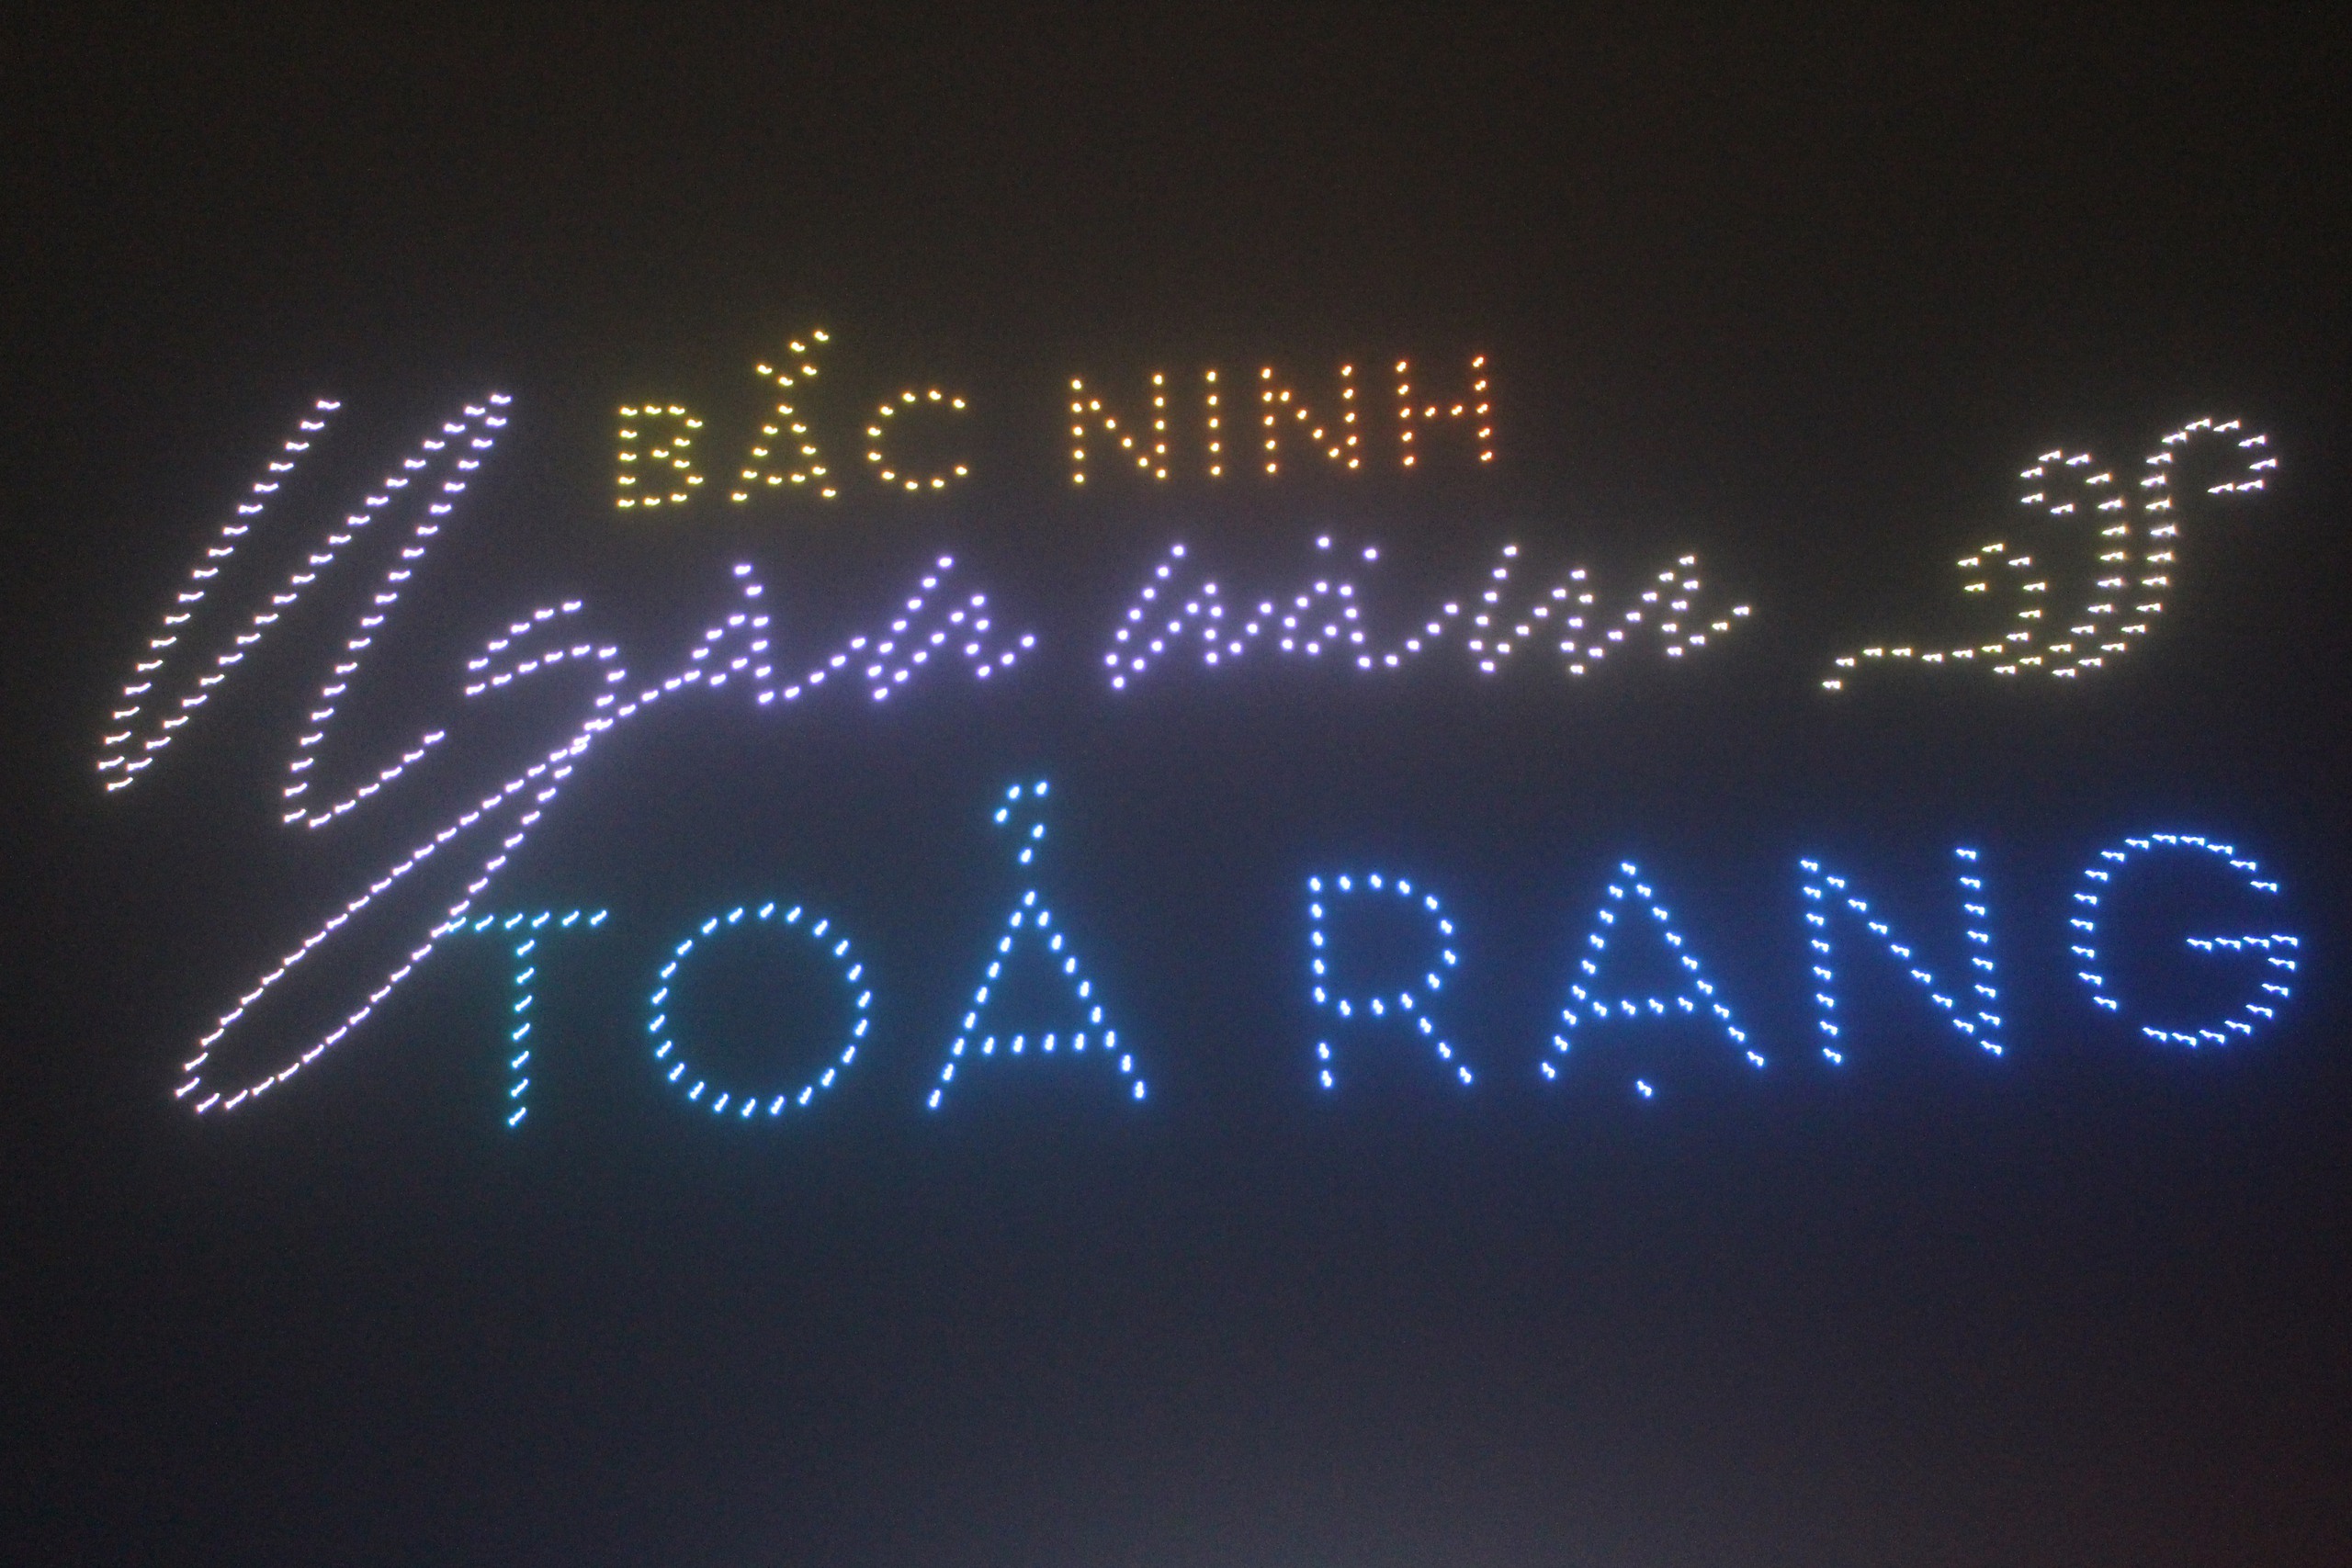 BẮC NINH
Ngàn năm
TOẢ RẠNG